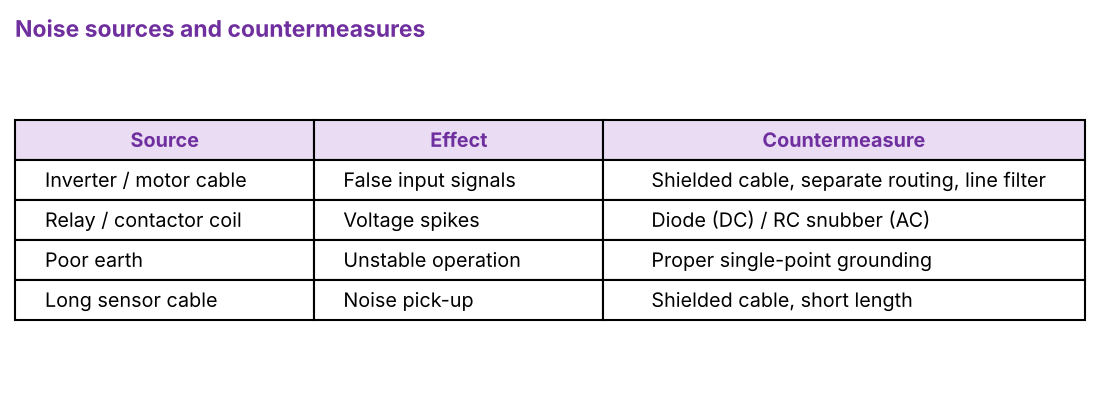 Noise sources and countermeasures
Source Effect Countermeasure
Inverter / motor cable False input signals Shielded cable, separate routing, line filter
Relay / contactor coil Voltage spikes Diode (DC) / RC snubber (AC)
Poor earth Unstable operation Proper single-point grounding
Long sensor cable Noise pick-up Shielded cable, short length